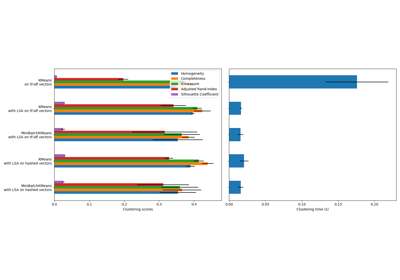 Homogeneity
Completeness
V-measure
Adjusted Rand-Index
Silhouette Coefficient
KMeans
on tf-idf vectors
KMeans
with LSA on tf-idf vectors
MiniBatchKMeans
with LSA on tf-idf vectors
KMeans
with LSA on hashed vectors
MiniBatchKMeans
with LSA on hashed vectors
0.0 0.1 0.2 0.3 0.4
Clustering scores
0.00 0.05 0.10 0.15 0.20
Clustering time (s)